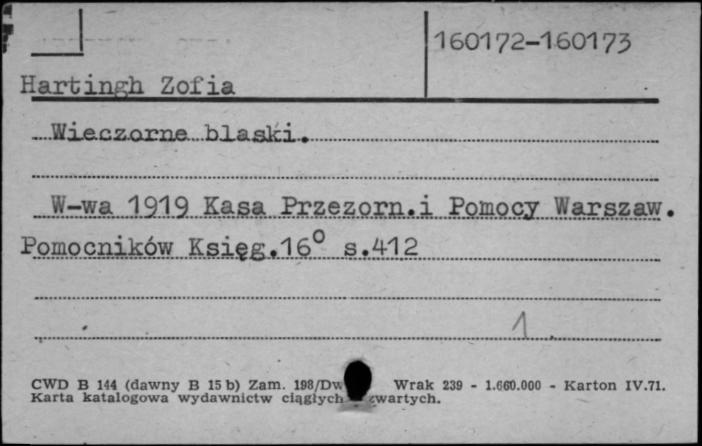 160172-160173
Hartingh Zofia
Wieczorne blaski.
W-wa 1919 Kasa Przezorn.i Pomocy Warszaw.
Pomocników Księg.16° s.412
1
CWD B 144 (dawny B 15 b) Zam. 198/Dw Wrak 239 - 1.660.000 - Karton IV.71.
Karta katalogowa wydawnictw ciągłych zwartych.